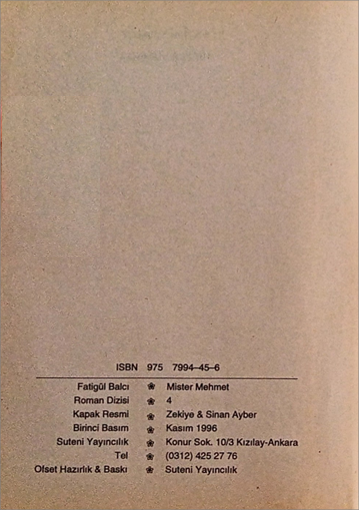 ISBN 975 7994–45–6
Fatigül Balcı ❀ Mister Mehmet
Roman Dizisi ❀ 4
Kapak Resmi ❀ Zekiye & Sinan Ayber
Birinci Basım ❀ Kasım 1996
Suteni Yayıncılık ❀ Konur Sok. 10/3 Kızılay-Ankara
Tel ❀ (0312) 425 27 76
Ofset Hazırlık & Baskı ❀ Suteni Yayıncılık